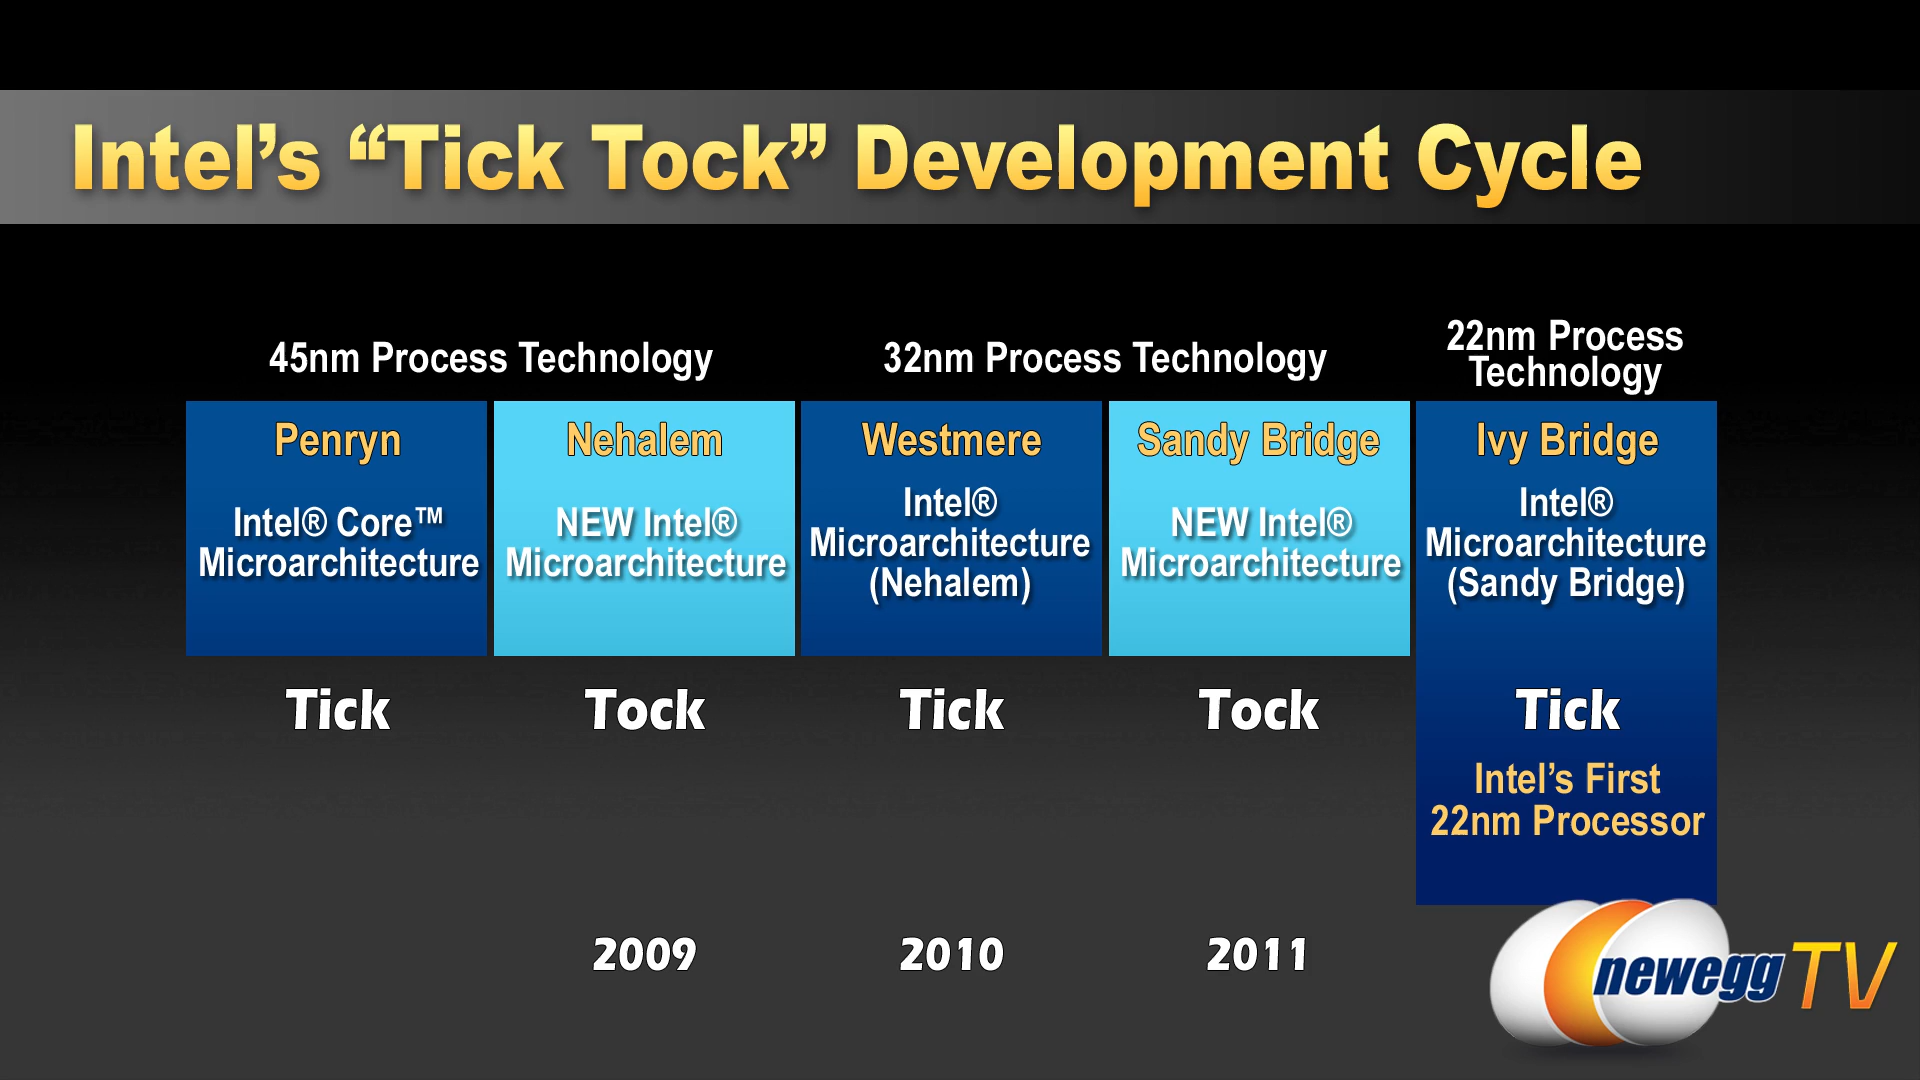 Intel’s “Tick Tock” Development Cycle
45nm Process Technology
32nm Process Technology
22nm Process
Technology
Penryn
Intel® Core™
Microarchitecture
Tick
Nehalem
NEW Intel®
Microarchitecture
Tock
2009
Westmere
Intel®
Microarchitecture
(Nehalem)
Tick
2010
Sandy Bridge
NEW Intel®
Microarchitecture
Tock
2011
Ivy Bridge
Intel®
Microarchitecture
(Sandy Bridge)
Tick
Intel’s First
22nm Processor
newegg TV